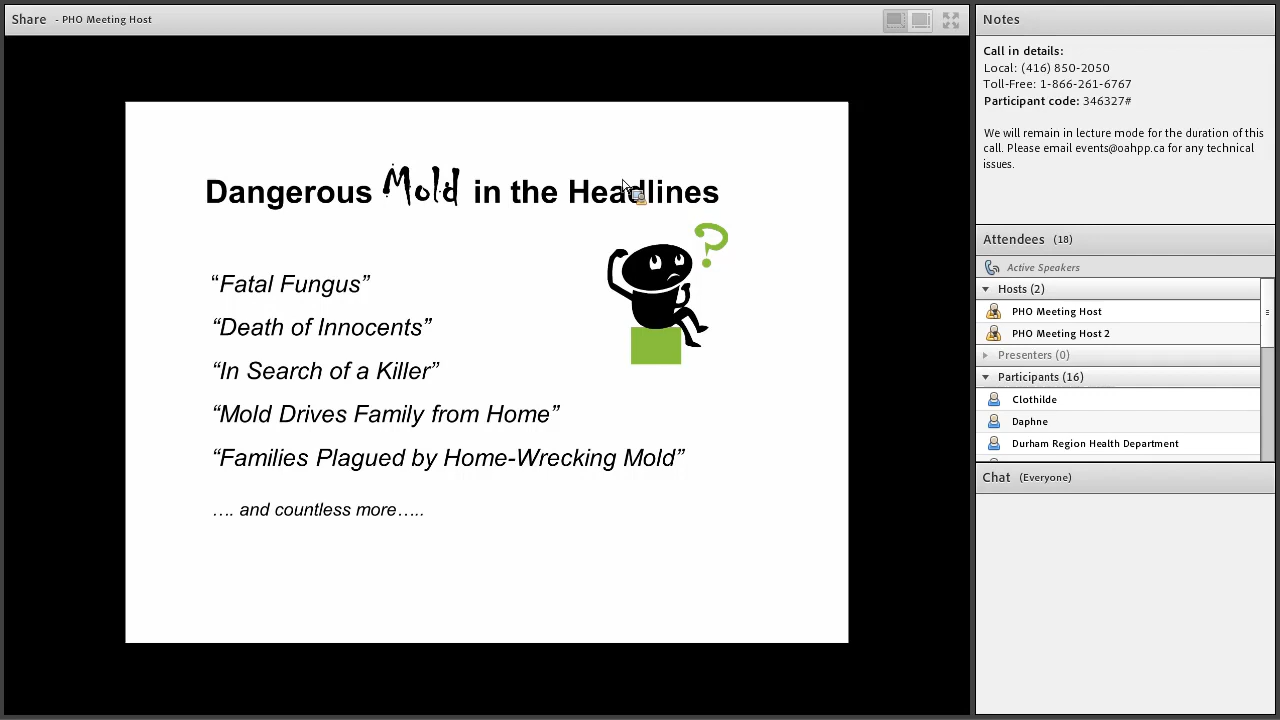 Share - PHO Meeting Host
Dangerous Mold in the Headlines
“Fatal Fungus”
“Death of Innocents”
“In Search of a Killer”
“Mold Drives Family from Home”
“Families Plagued by Home-Wrecking Mold”
…. and countless more…..
?
Notes
Call in details:
Local: (416) 850-2050
Toll-Free: 1-866-261-6767
Participant code: 346327#
We will remain in lecture mode for the duration of this
call. Please email events@oahpp.ca for any technical
issues.
Attendees (18)
Active Speakers
Hosts (2)
PHO Meeting Host
PHO Meeting Host 2
Presenters (0)
Participants (16)
Clothilde
Daphne
Durham Region Health Department
Chat (Everyone)